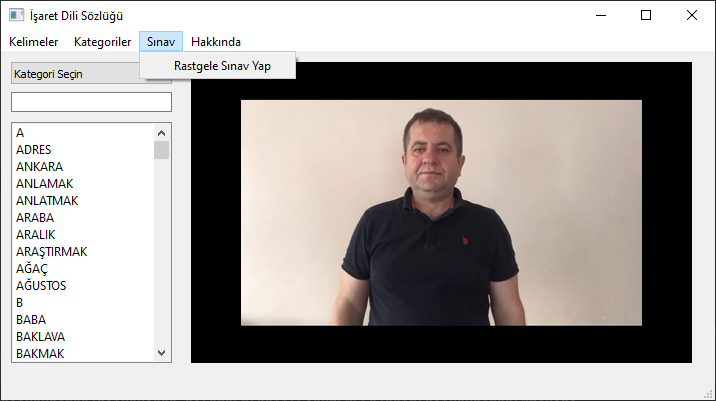 İşaret Dili Sözlüğü
Kelimeler Kategoriler Sınav Hakkında
Rastgele Sınav Yap
Kategori Seçin
A
ADRES
ANKARA
ANLAMAK
ANLATMAK
ARABA
ARALIK
ARAŞTIRMAK
AĞAÇ
AĞUSTOS
B
BABA
BAKLAVA
BAKMAK